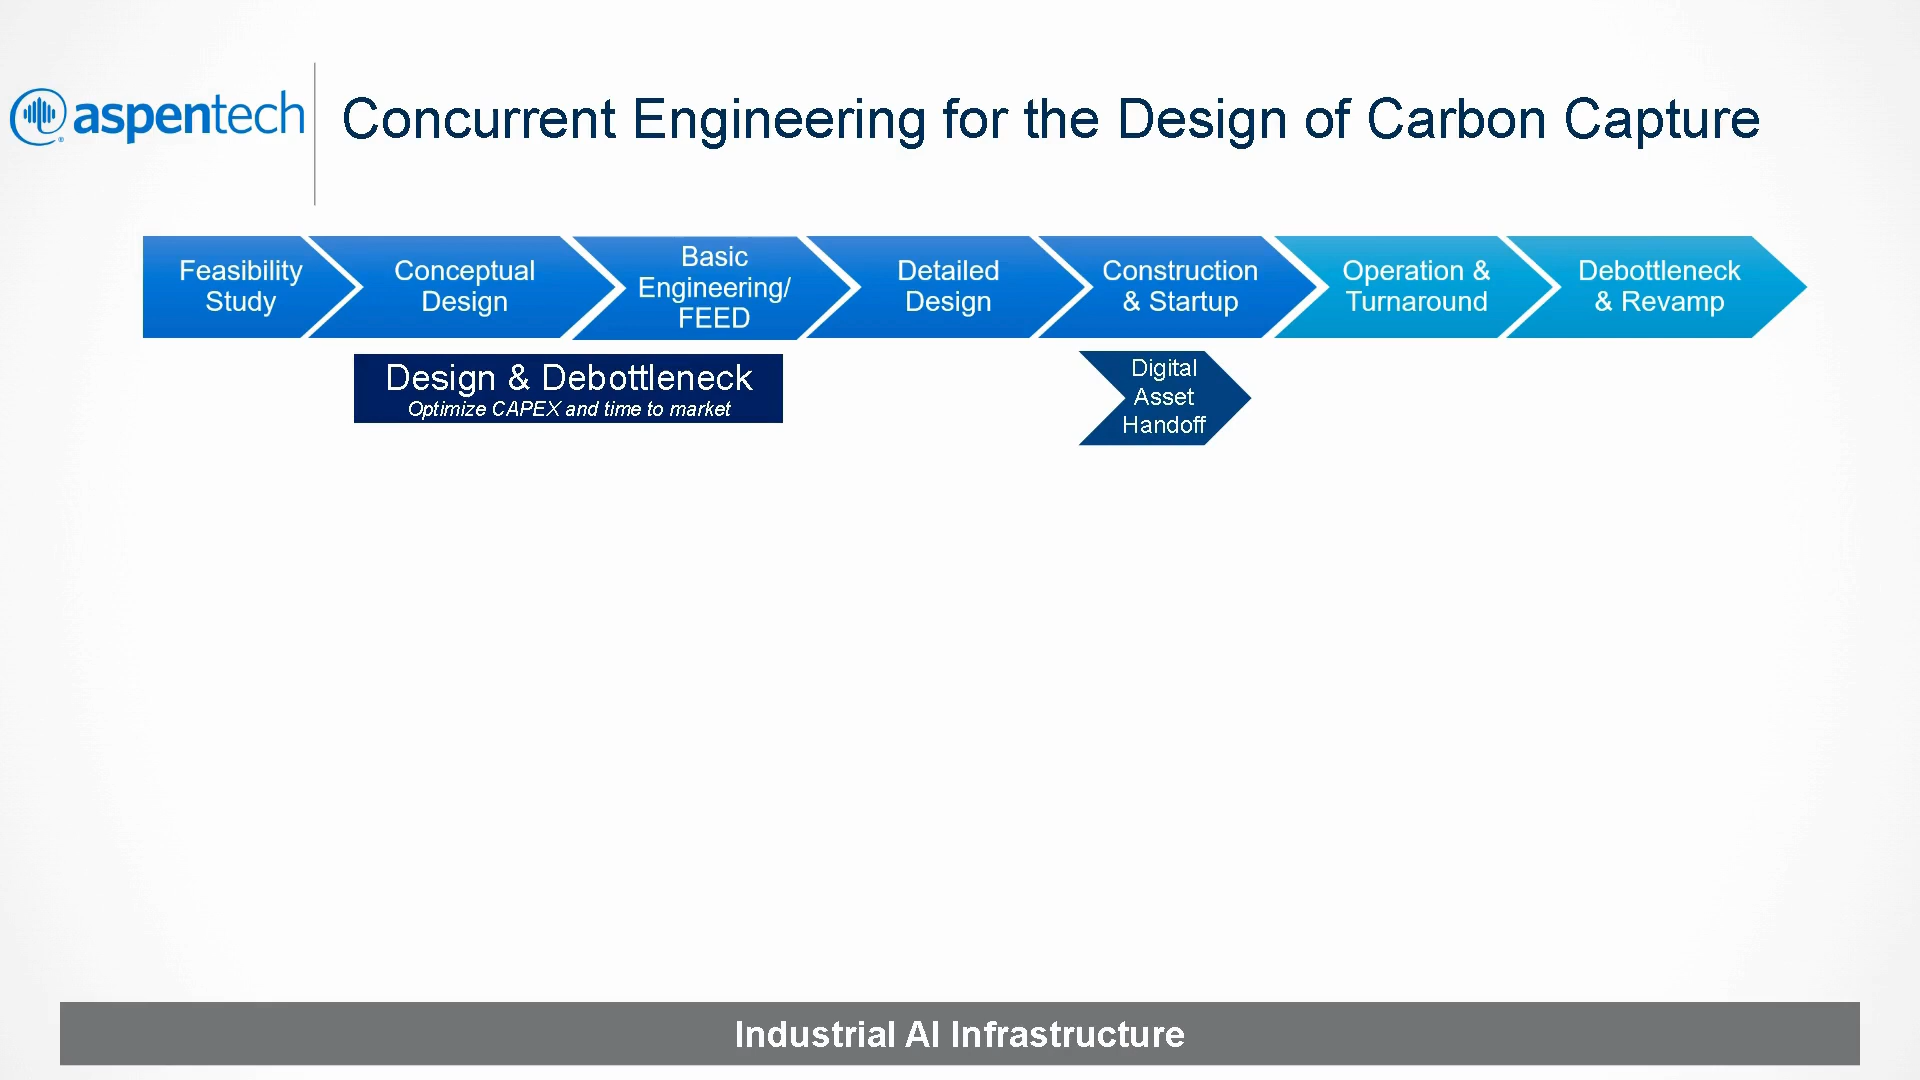 aspentech
Concurrent Engineering for the Design of Carbon Capture
Feasibility
Study
Conceptual
Design
Basic
Engineering/
FEED
Detailed
Design
Construction
& Startup
Operation &
Turnaround
Debottleneck
& Revamp
Design & Debottleneck
Optimize CAPEX and time to market
Digital
Asset
Handoff
Industrial AI Infrastructure